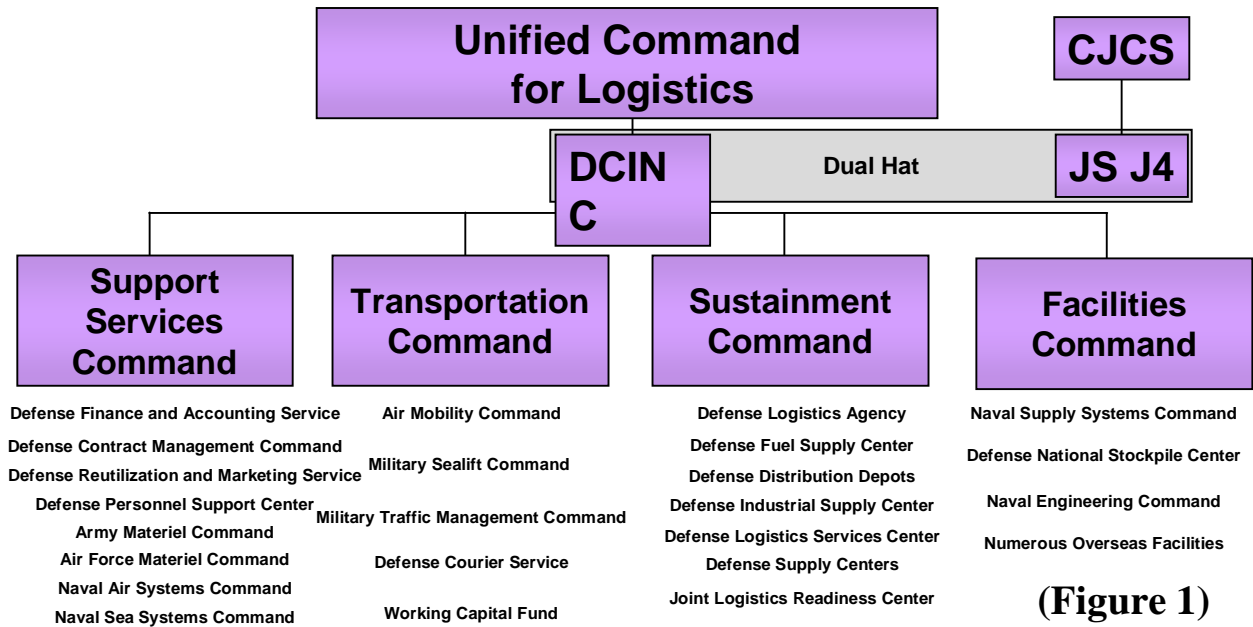 Unified Command
for Logistics
CJCS
DCIN
C
Dual Hat
JS J4
Support
Services
Command
Transportation
Command
Sustainment
Command
Facilities
Command
Defense Finance and Accounting Service
Defense Contract Management Command
Defense Reutilization and Marketing Service
Defense Personnel Support Center
Army Materiel Command
Air Force Materiel Command
Naval Air Systems Command
Naval Sea Systems Command
Air Mobility Command
Military Sealift Command
Military Traffic Management Command
Defense Courier Service
Working Capital Fund
Defense Logistics Agency
Defense Fuel Supply Center
Defense Distribution Depots
Defense Industrial Supply Center
Defense Logistics Services Center
Defense Supply Centers
Joint Logistics Readiness Center
Naval Supply Systems Command
Defense National Stockpile Center
Naval Engineering Command
Numerous Overseas Facilities
(Figure 1)